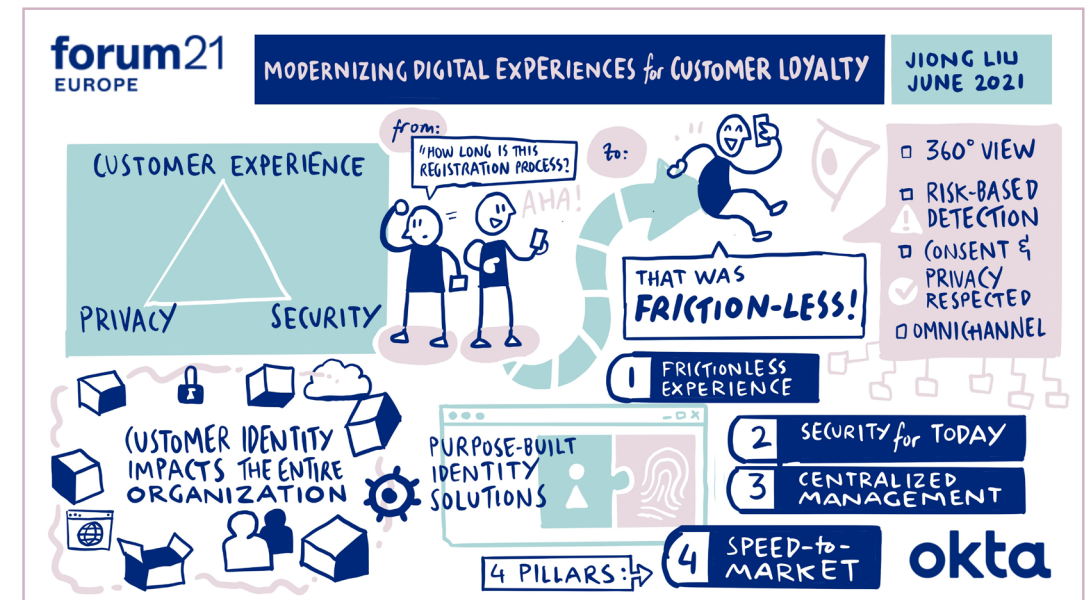 forum21
EUROPE
MODERNIZING DIGITAL EXPERIENCES for CUSTOMER LOYALTY
JIONG LIU
JUNE 2021
CUSTOMER EXPERIENCE
PRIVACY
SECURITY
from:
"HOW LONG IS THIS
REGISTRATION PROCESS?
AHA!
to:
THAT WAS
FRICTION-LESS!
360° VIEW
RISK-BASED
DETECTION
CONSENT &
PRIVACY
RESPECTED
OMNICHANNEL
CUSTOMER IDENTITY
IMPACTS THE ENTIRE
ORGANIZATION
PURPOSE-BUILT
IDENTITY
SOLUTIONS
4 PILLARS:
1 FRICTIONLESS
EXPERIENCE
2 SECURITY for TODAY
3 CENTRALIZED
MANAGEMENT
4 SPEED-to-
MARKET
okta